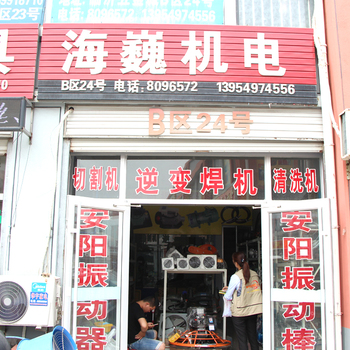 海巍机电
B区24号 电话:8096572 13954974556
B区24号
切割机 逆变焊机 清洗机
安阳振动器
安阳振动棒